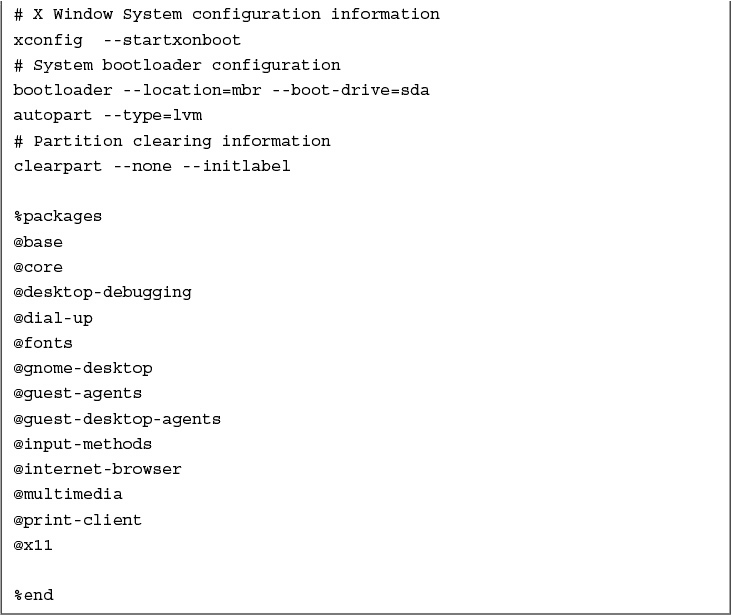 # X Window System configuration information
xconfig  --startxonboot
# System bootloader configuration
bootloader --location=mbr --boot-drive=sda
autopart --type=lvm
# Partition clearing information
clearpart --none --initlabel

%packages
@base
@core
@desktop-debugging
@dial-up
@fonts
@gnome-desktop
@guest-agents
@guest-desktop-agents
@input-methods
@internet-browser
@multimedia
@print-client
@x11

%end